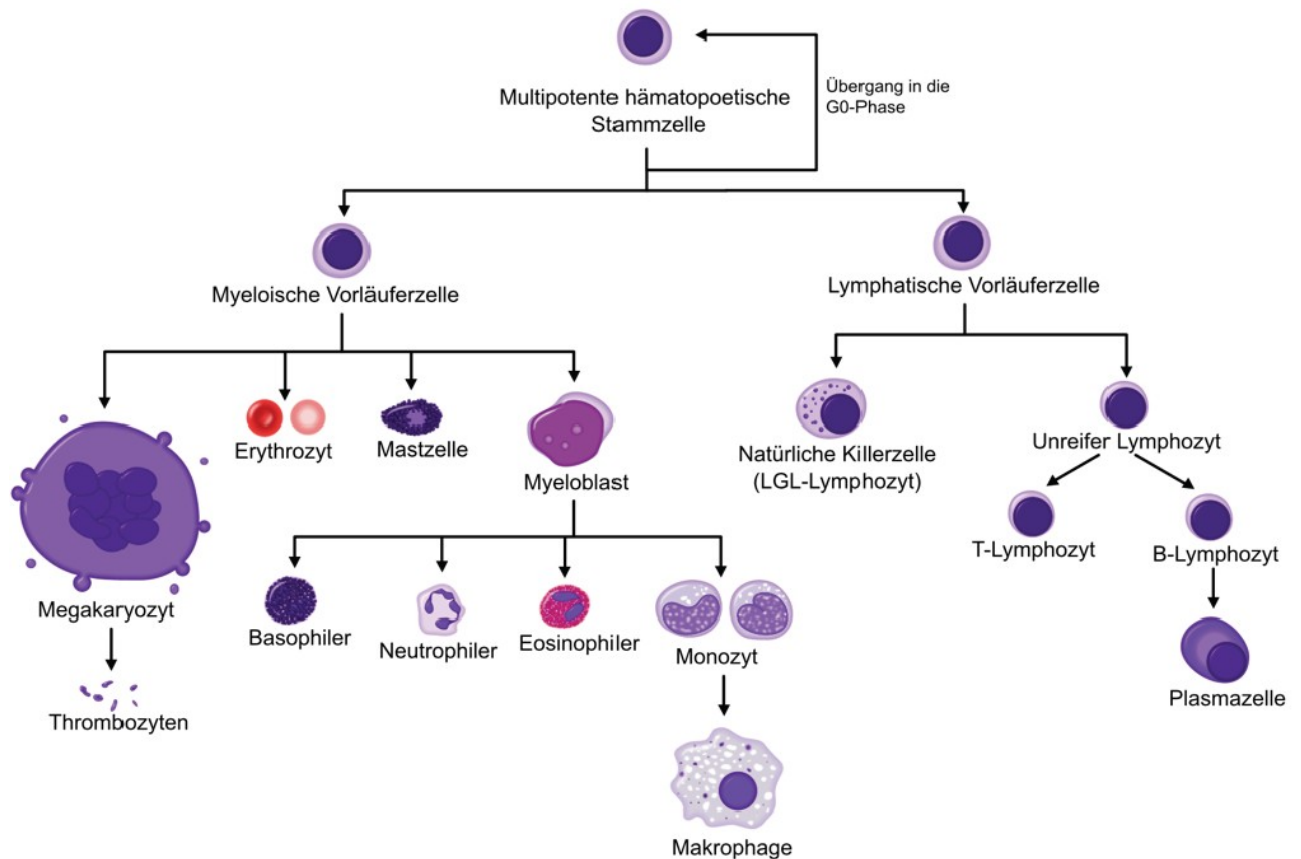 Übergang in die
G0-Phase
Multipotente hämatopoetische
Stammzelle
Myeloische Vorläuferzelle
Lymphatische Vorläuferzelle
Erythrozyt
Mastzelle
Myeloblast
Natürliche Killerzelle
(LGL-Lymphozyt)
Unreifer Lymphozyt
T-Lymphozyt
B-Lymphozyt
Megakaryozyt
Basophiler
Neutrophiler
Eosinophiler
Monozyt
Plasmazelle
Thrombozyten
Makrophage